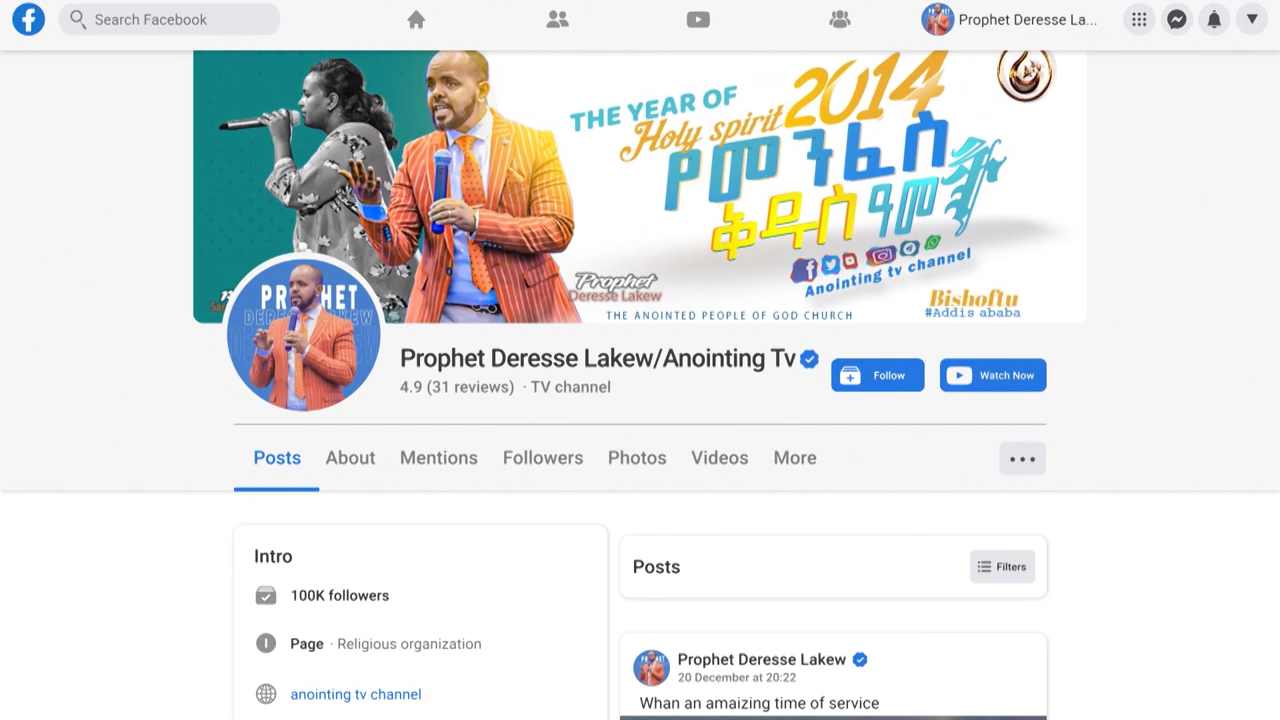 Search Facebook
Prophet Deresse La...
THE YEAR OF
Holy spirit
2014
የመንፈስ
ቅዱስ ዓመት
Anointing tv channel
Prophet
Deresse Lakew
THE ANOINTED PEOPLE OF GOD CHURCH
Bishoftu
#Addis ababa
Prophet Deresse Lakew/Anointing Tv
4.9 (31 reviews) · TV channel
Follow
Watch Now
Posts
About
Mentions
Followers
Photos
Videos
More
Intro
100K followers
Page · Religious organization
anointing tv channel
Posts
Filters
Prophet Deresse Lakew
20 December at 20:22
Whan an amaizing time of service